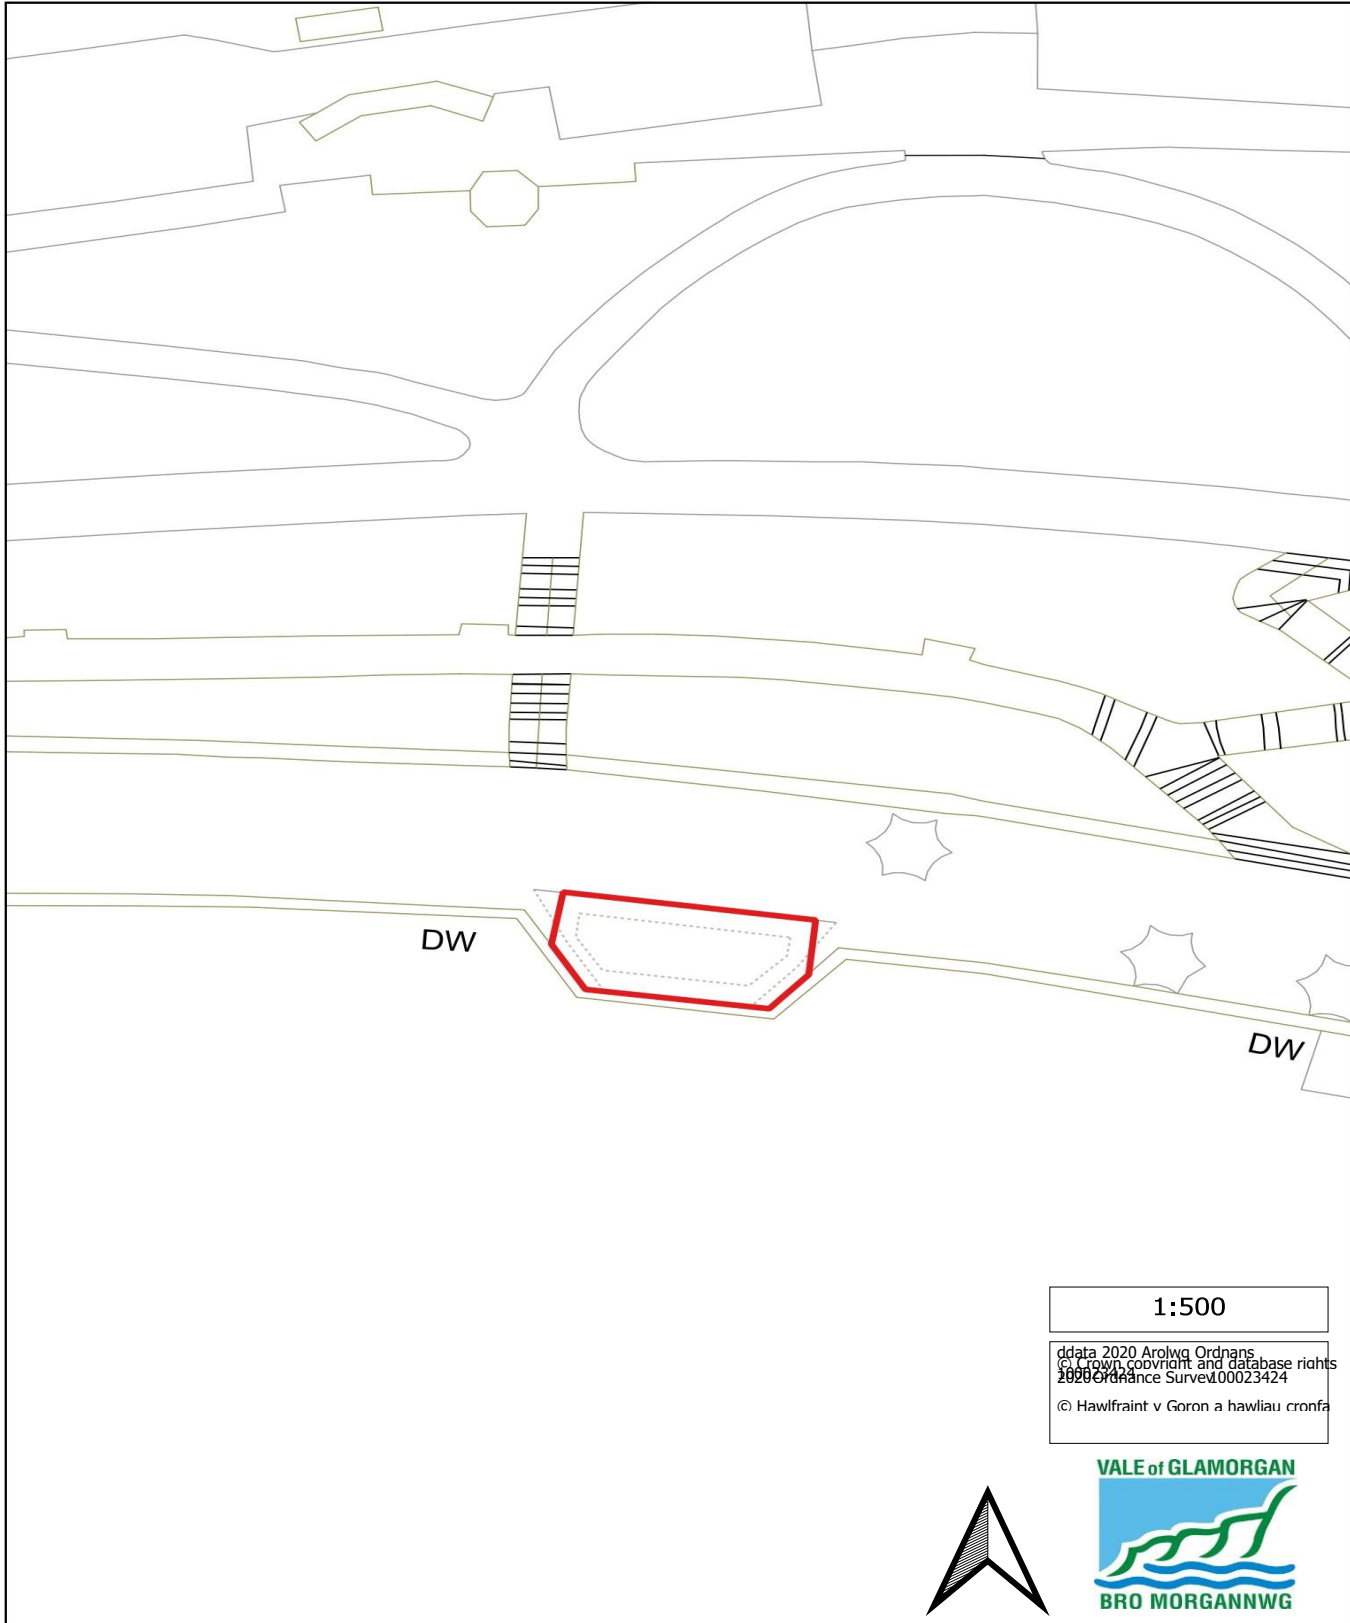 DW
DW
1:500
ddata 2020 Arolwg Ordnans
© Crown copyright and database rights
100023424
2020 Ordnance Survey 100023424
© Hawlfraint y Goron a hawliau cronfa
VALE of GLAMORGAN
BRO MORGANNWG